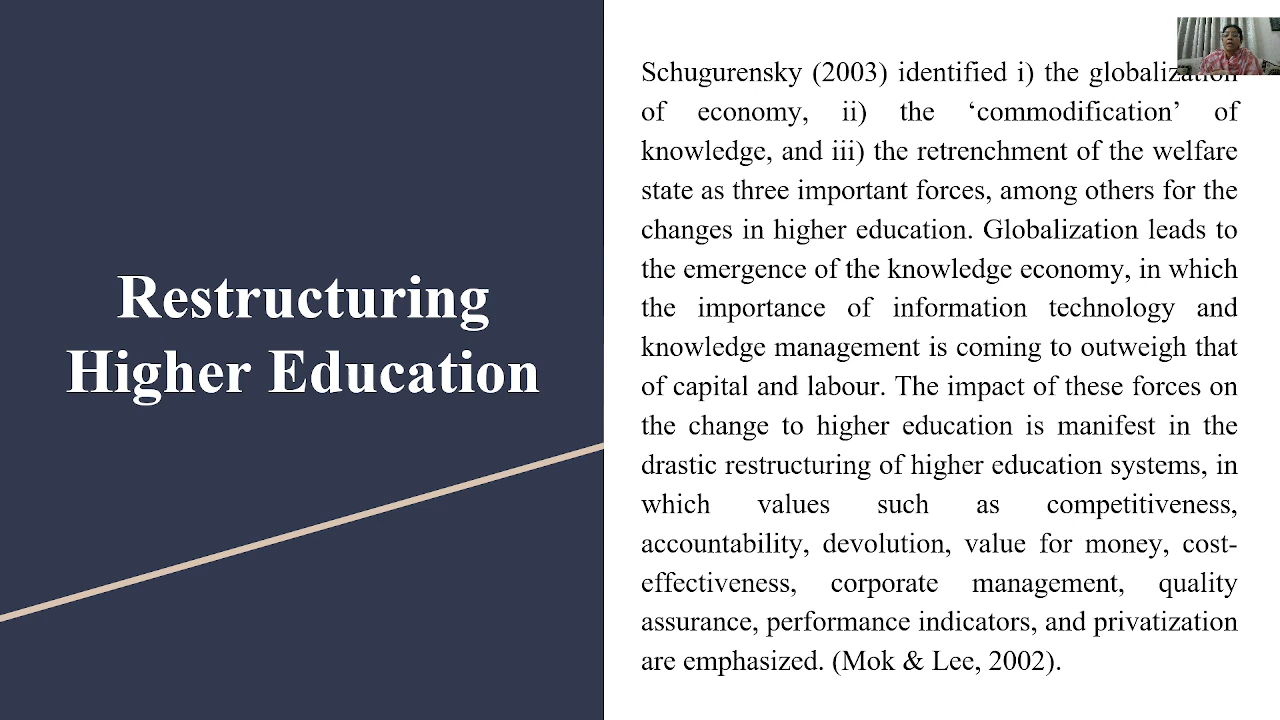 Restructuring
Higher Education
Schugurensky (2003) identified i) the globalization
of economy, ii) the ‘commodification’ of
knowledge, and iii) the retrenchment of the welfare
state as three important forces, among others for the
changes in higher education. Globalization leads to
the emergence of the knowledge economy, in which
the importance of information technology and
knowledge management is coming to outweigh that
of capital and labour. The impact of these forces on
the change to higher education is manifest in the
drastic restructuring of higher education systems, in
which values such as competitiveness,
accountability, devolution, value for money, cost-
effectiveness, corporate management, quality
assurance, performance indicators, and privatization
are emphasized. (Mok & Lee, 2002).